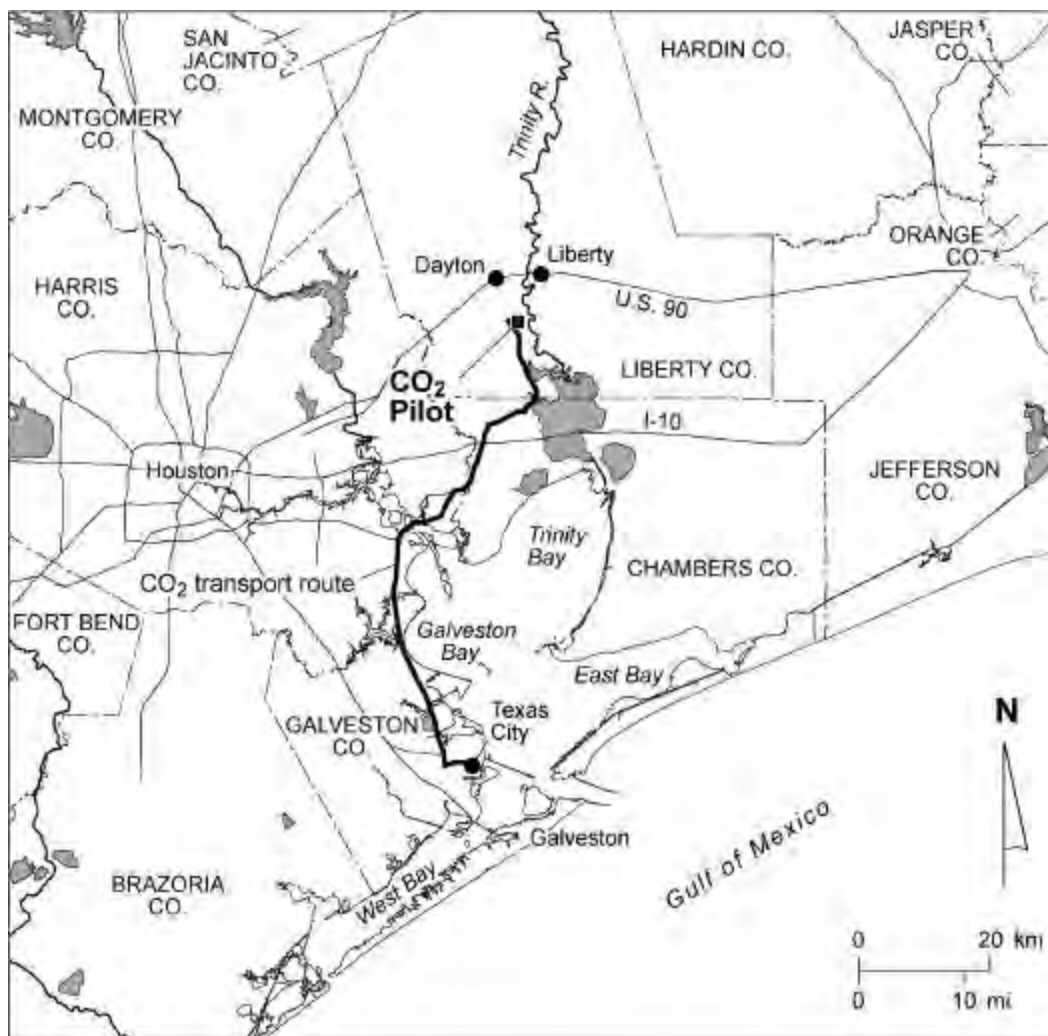 SAN
JACINTO
CO.
HARDIN CO.
JASPER
CO.
MONTGOMERY
CO.
Trinity R.
ORANGE
CO.
Dayton
Liberty
HARRIS
CO.
U.S. 90
CO2
Pilot
LIBERTY CO.
I-10
Houston
JEFFERSON
CO.
Trinity
Bay
CO2 transport route
CHAMBERS CO.
FORT BEND
CO.
Galveston
Bay
East Bay
GALVESTON
CO.
Texas
City
N
Galveston
Gulf of Mexico
BRAZORIA
CO.
West Bay
0 20 km
0 10 mi